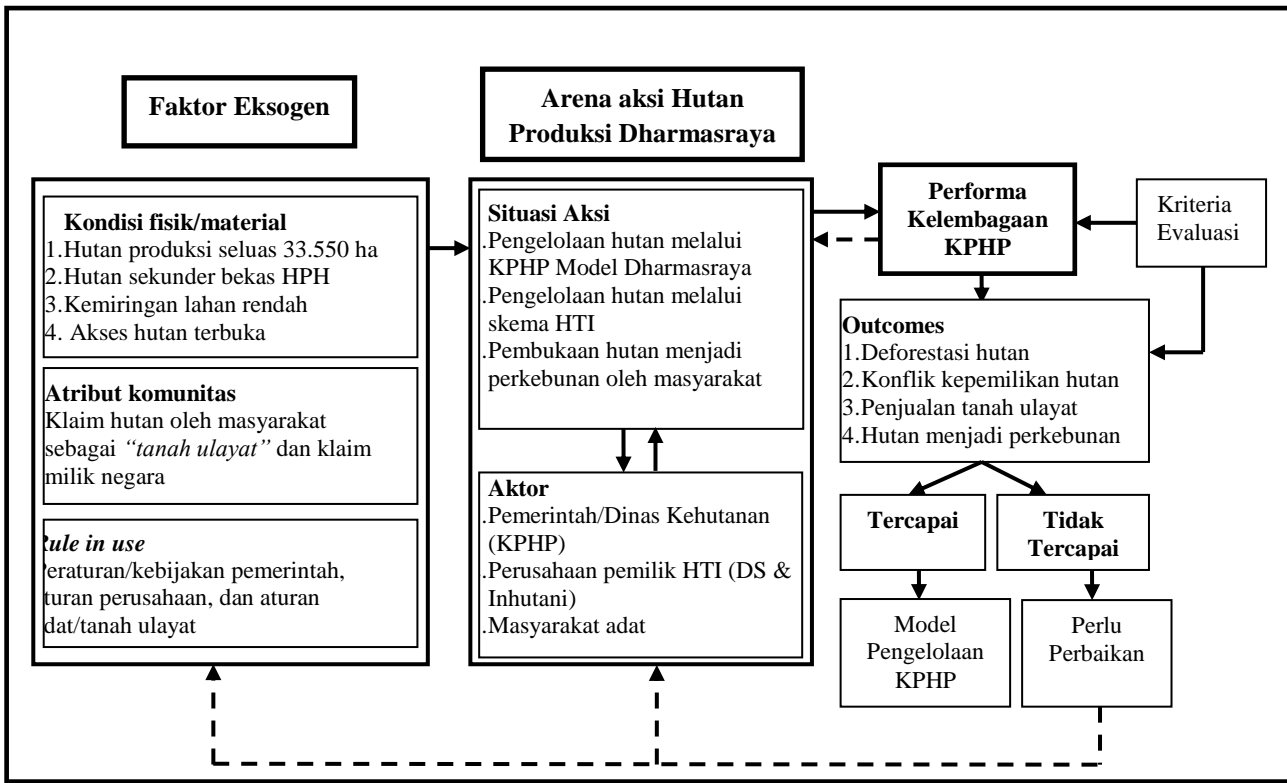 Faktor Eksogen
Kondisi fisik/material
1.Hutan produksi seluas 33.550 ha
2.Hutan sekunder bekas HPH
3.Kemiringan lahan rendah
4. Akses hutan terbuka
Atribut komunitas
Klaim hutan oleh masyarakat
sebagai “tanah ulayat” dan klaim
milik negara
Rule in use
Peraturan/kebijakan pemerintah,
turan perusahaan, dan aturan
dat/tanah ulayat
Arena aksi Hutan
Produksi Dharmasraya
Situasi Aksi
.Pengelolaan hutan melalui
KPHP Model Dharmasraya
.Pengelolaan hutan melalui
skema HTI
.Pembukaan hutan menjadi
perkebunan oleh masyarakat
Aktor
.Pemerintah/Dinas Kehutanan
(KPHP)
.Perusahaan pemilik HTI (DS &
Inhutani)
.Masyarakat adat
Performa
Kelembagaan
KPHP
Kriteria
Evaluasi
Outcomes
1.Deforestasi hutan
2.Konflik kepemilikan hutan
3.Penjualan tanah ulayat
4.Hutan menjadi perkebunan
Tercapai
Tidak
Tercapai
Model
Pengelolaan
KPHP
Perlu
Perbaikan